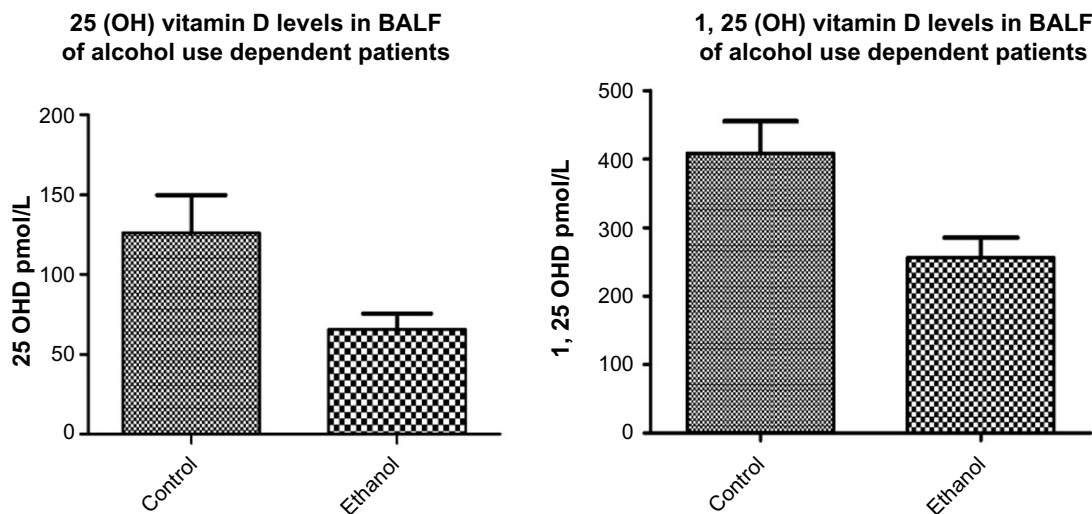 25 (OH) vitamin D levels in BALF
of alcohol use dependent patients
200
150
100
50
0
25 OHD pmol/L
Control
Ethanol
1, 25 (OH) vitamin D levels in BALF
of alcohol use dependent patients
500
400
300
200
100
0
1, 25 OHD pmol/L
Control
Ethanol